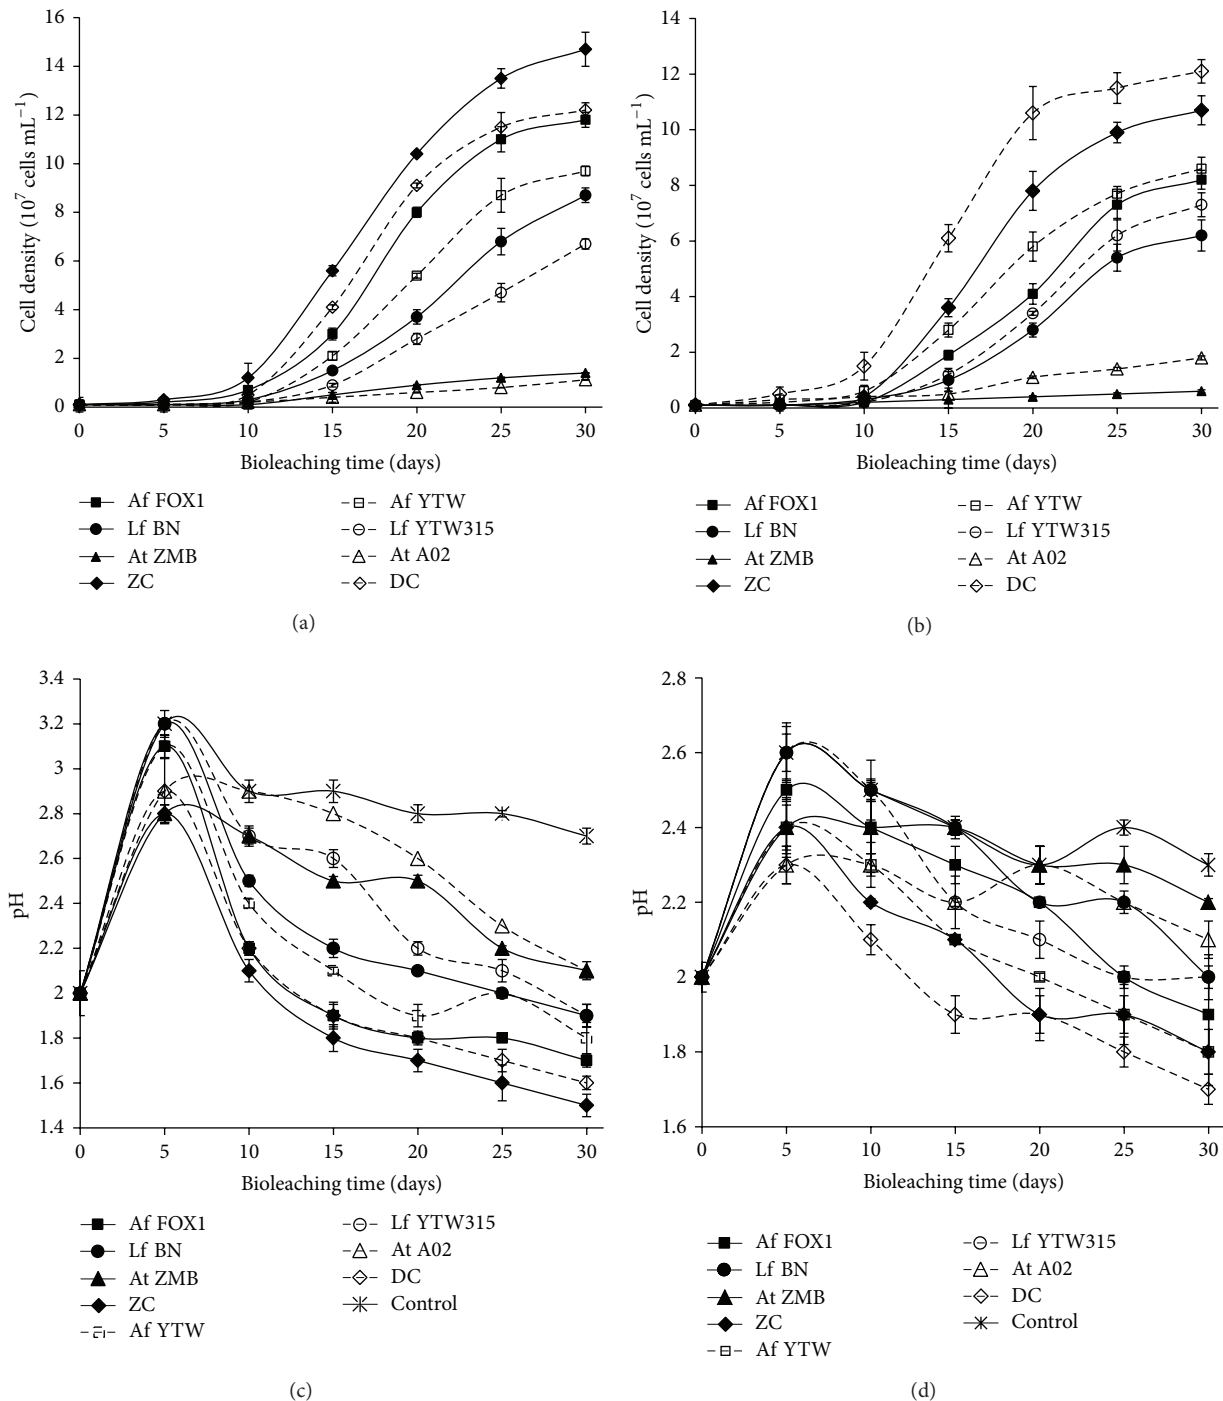 16
14
12
10
8
6
4
2
0
Cell density (10⁷ cells mL⁻¹)
0 5 10 15 20 25 30
Bioleaching time (days)
Af FOX1
Lf BN
At ZMB
ZC
Af YTW
Lf YTW315
At A02
DC
(a)
14
12
10
8
6
4
2
0
Cell density (10⁷ cells mL⁻¹)
0 5 10 15 20 25 30
Bioleaching time (days)
Af FOX1
Lf BN
At ZMB
ZC
Af YTW
Lf YTW315
At A02
DC
(b)
3.4
3.2
3
2.8
2.6
2.4
2.2
2
1.8
1.6
1.4
pH
0 5 10 15 20 25 30
Bioleaching time (days)
Af FOX1
Lf BN
At ZMB
ZC
Af YTW
Lf YTW315
At A02
DC
Control
(c)
2.8
2.6
2.4
2.2
2
1.8
1.6
pH
0 5 10 15 20 25 30
Bioleaching time (days)
Af FOX1
Lf BN
At ZMB
ZC
Af YTW
Lf YTW315
At A02
DC
Control
(d)